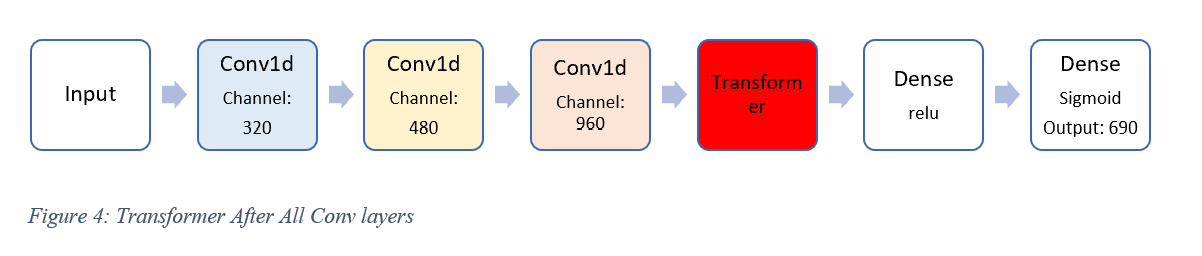 Input
Conv1d
Channel:
320
Conv1d
Channel:
480
Conv1d
Channel:
960
Transform
er
Dense
relu
Dense
Sigmoid
Output: 690
Figure 4: Transformer After All Conv layers